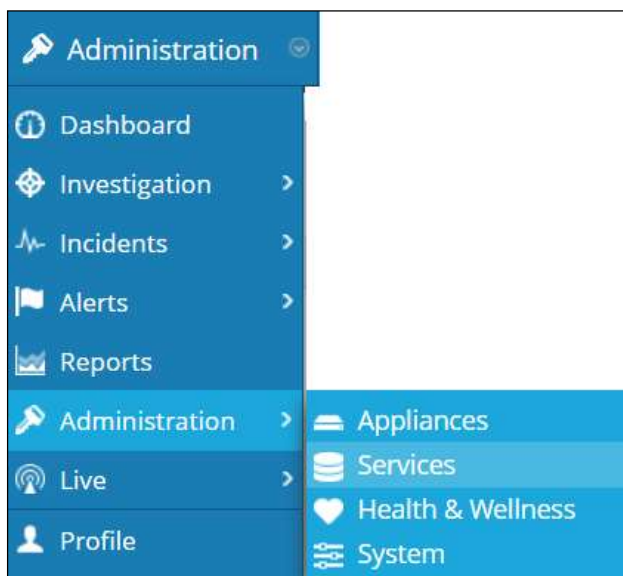 Administration
Dashboard
Investigation
Incidents
Alerts
Reports
Administration
Appliances
Live
Services
Health & Wellness
Profile
System